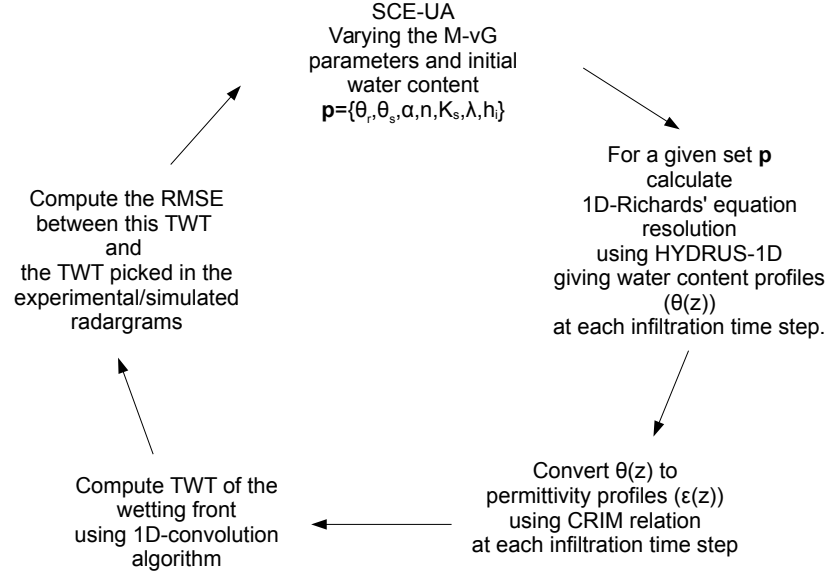 SCE-UA
Varying the M-vG
parameters and initial
water content
p={θr,θs,α,n,Ks,λ,hi}
For a given set p
calculate
1D-Richards' equation
resolution
using HYDRUS-1D
giving water content profiles
(θ(z))
at each infiltration time step.
Convert θ(z) to
permittivity profiles (ε(z))
using CRIM relation
at each infiltration time step
Compute TWT of the
wetting front
using 1D-convolution
algorithm
Compute the RMSE
between this TWT
and
the TWT picked in the
experimental/simulated
radargrams